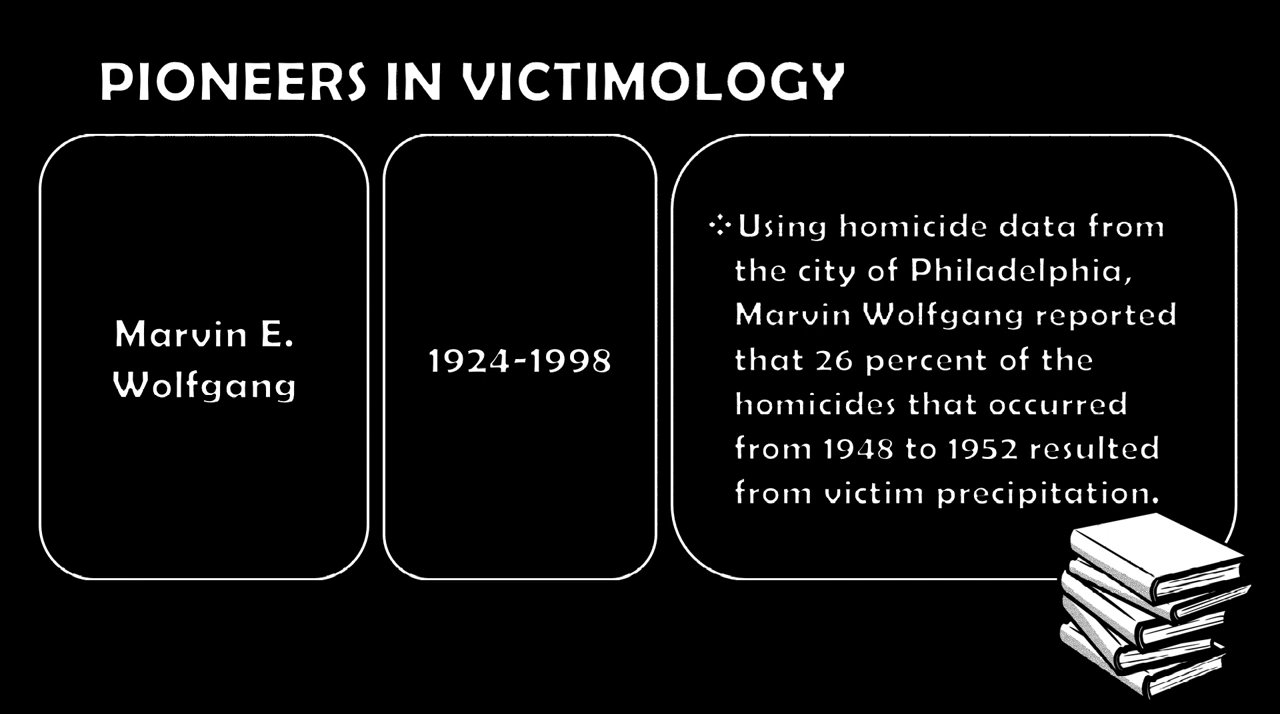 PIONEERS IN VICTIMOLOGY
Marvin E.
Wolfgang
1924-1998
Using homicide data from
the city of Philadelphia,
Marvin Wolfgang reported
that 26 percent of the
homicides that occurred
from 1948 to 1952 resulted
from victim precipitation.